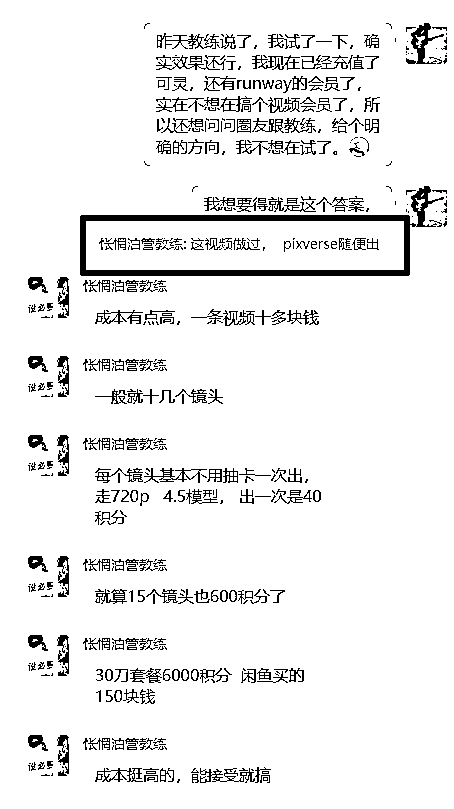 昨天教练说了，我试了一下，确
实效果还行，我现在已经充值了
可灵，还有runway的会员了，
实在不想在搞个视频会员了，所
以还想问问圈友跟教练，给个明
确的方向，我不想在试了。
我想要得就是这个答案，
怅惘油管教练: 这视频做过， pixverse随便出
怅惘油管教练
成本有点高，一条视频十多块钱
怅惘油管教练
一般就十几个镜头
怅惘油管教练
每个镜头基本不用抽卡一次出，
走720p 4.5模型， 出一次是40
积分
怅惘油管教练
就算15个镜头也600积分了
怅惘油管教练
30刀套餐6000积分 闲鱼买的
150块钱
怅惘油管教练
成本挺高的，能接受就搞